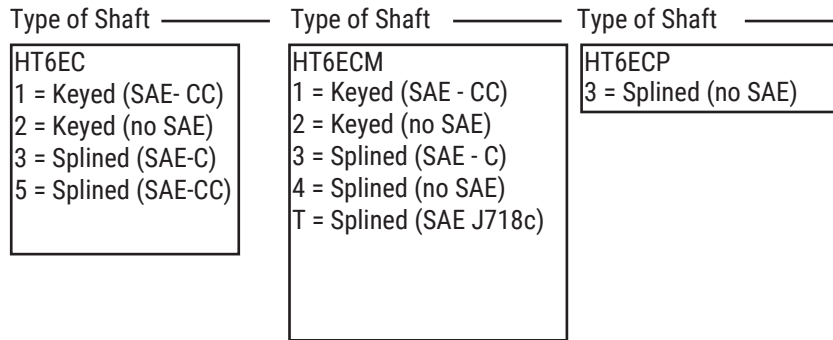 Type of Shaft
HT6EC
1 = Keyed (SAE- CC)
2 = Keyed (no SAE)
3 = Splined (SAE-C)
5 = Splined (SAE-CC)
Type of Shaft
HT6ECM
1 = Keyed (SAE - CC)
2 = Keyed (no SAE)
3 = Splined (SAE - C)
4 = Splined (no SAE)
T = Splined (SAE J718c)
Type of Shaft
HT6ECP
3 = Splined (no SAE)